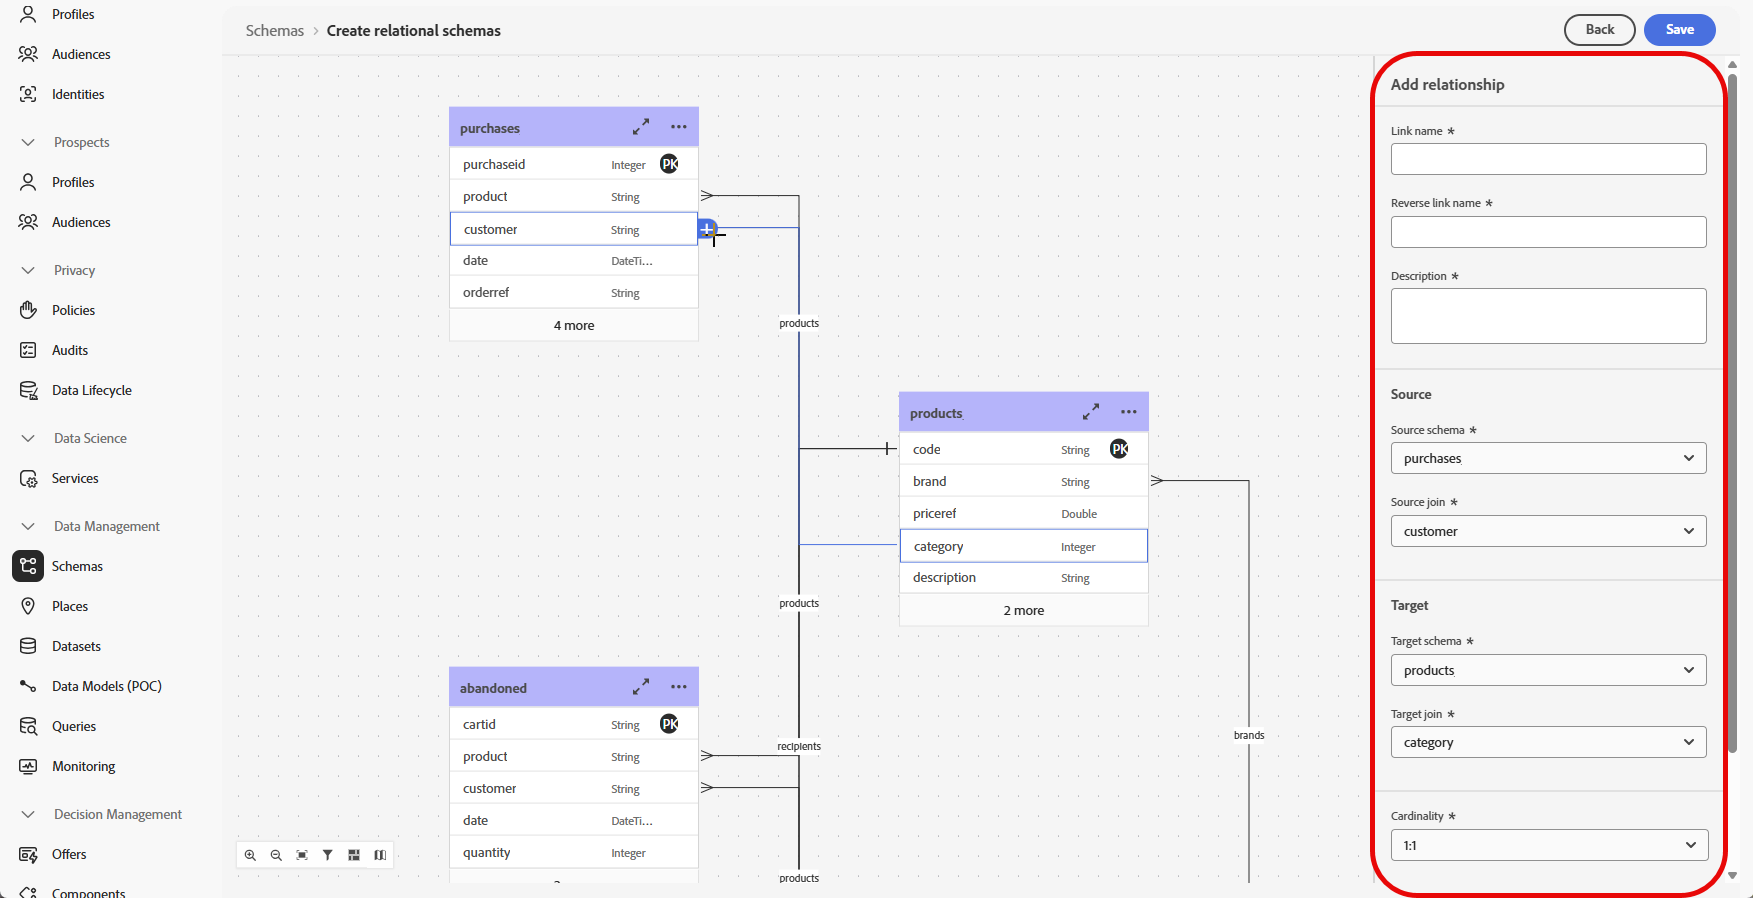 Profiles
Audiences
Identities
Prospects
Profiles
Audiences
Privacy
Policies
Audits
Data Lifecycle
Data Science
Services
Data Management
Schemas
Places
Datasets
Data Models (POC)
Queries
Monitoring
Decision Management
Offers
Components
Schemas > Create relational schemas
Back
Save
purchases
purchaseid Integer PK
product String
customer String
date DateTi...
orderref String
4 more
products
products
code String PK
brand String
priceref Double
category Integer
description String
2 more
products
abandoned
cartid String PK
product String
customer String
date DateTi...
quantity Integer
recipients
products
brands
Add relationship
Link name *
Reverse link name *
Description *
Source
Source schema *
purchases
Source join *
customer
Target
Target schema *
products
Target join *
category
Cardinality *
1:1